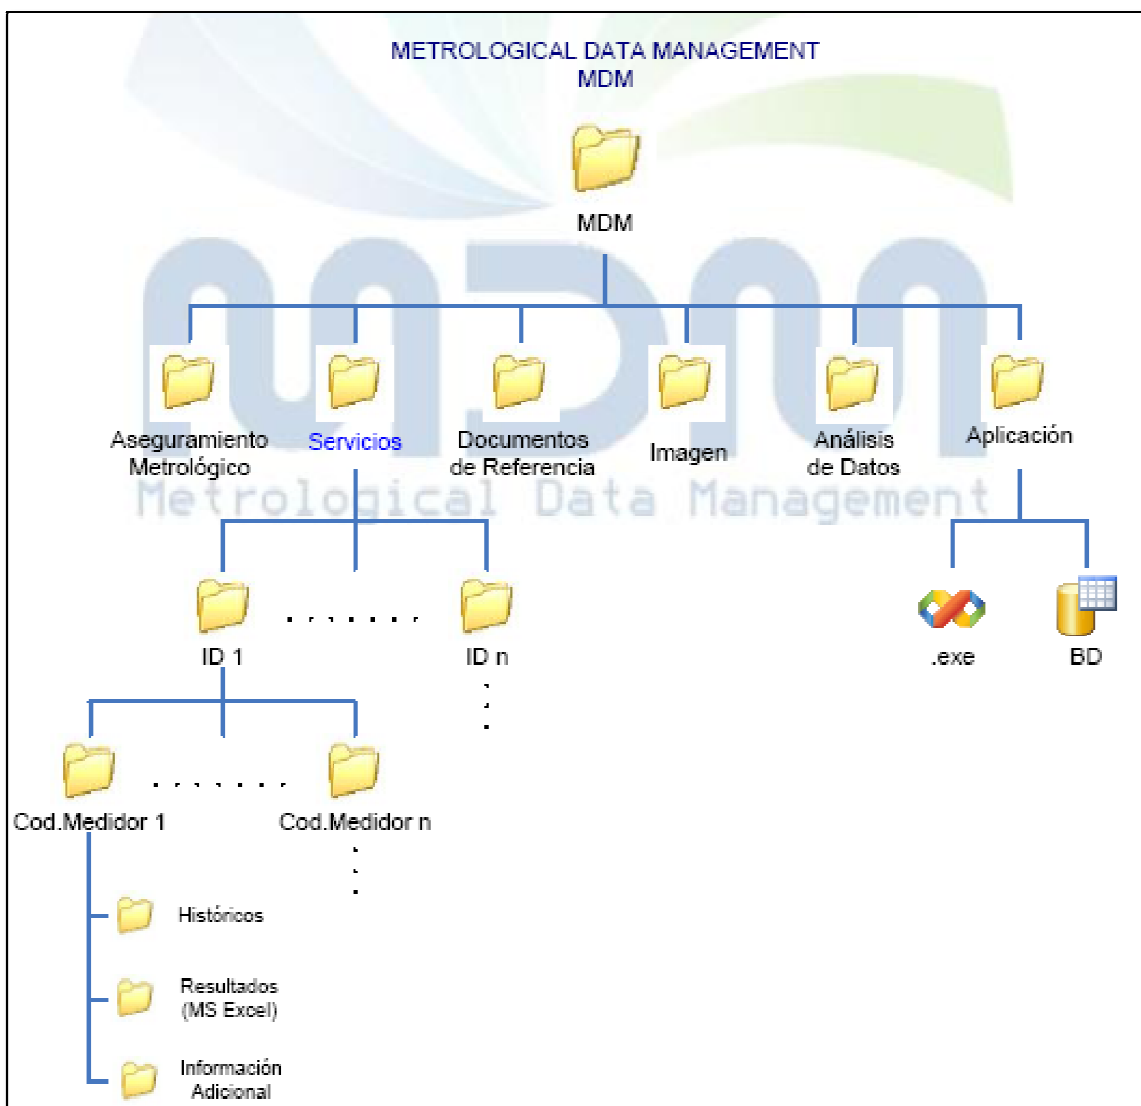 METROLOGICAL DATA MANAGEMENT
MDM
MDM
MDM
Aseguramiento
Metrológico
Servicios
Documentos
de Referencia
Imagen
Análisis
de Datos
Aplicación
Metrological Data Management
ID 1
ID n
.exe
BD
Cod.Medidor 1
Cod.Medidor n
Históricos
Resultados
(MS Excel)
Información
Adicional